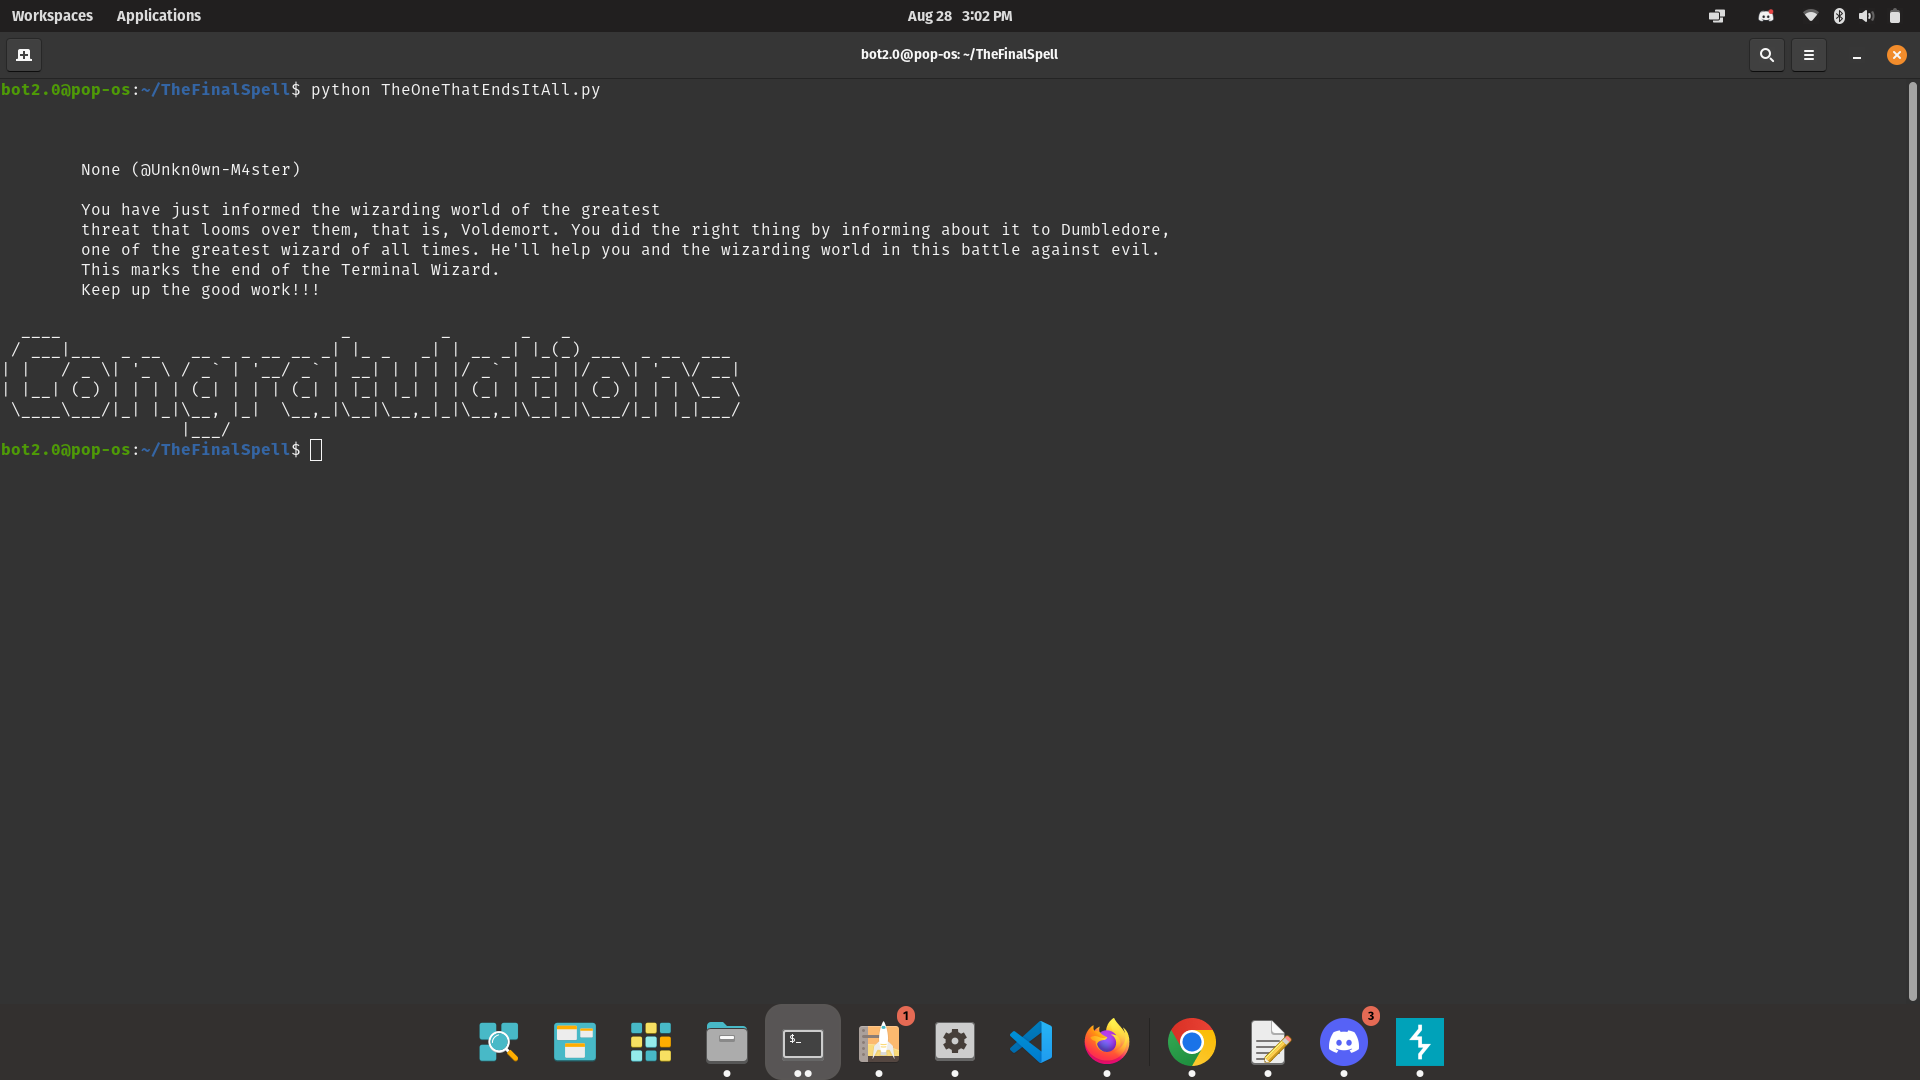 Workspaces Applications Aug 28 3:02 PM
bot2.0@pop-os: ~/TheFinalSpell
bot2.0@pop-os:~/TheFinalSpell$ python TheOneThatEndsItAll.py
None (@Unkn0wn-M4ster)
You have just informed the wizarding world of the greatest
threat that looms over them, that is, Voldemort. You did the right thing by informing about it to Dumbledore,
one of the greatest wizard of all times. He'll help you and the wizarding world in this battle against evil.
This marks the end of the Terminal Wizard.
Keep up the good work!!!
Congratulations
bot2.0@pop-os:~/TheFinalSpell$
$_
1
3